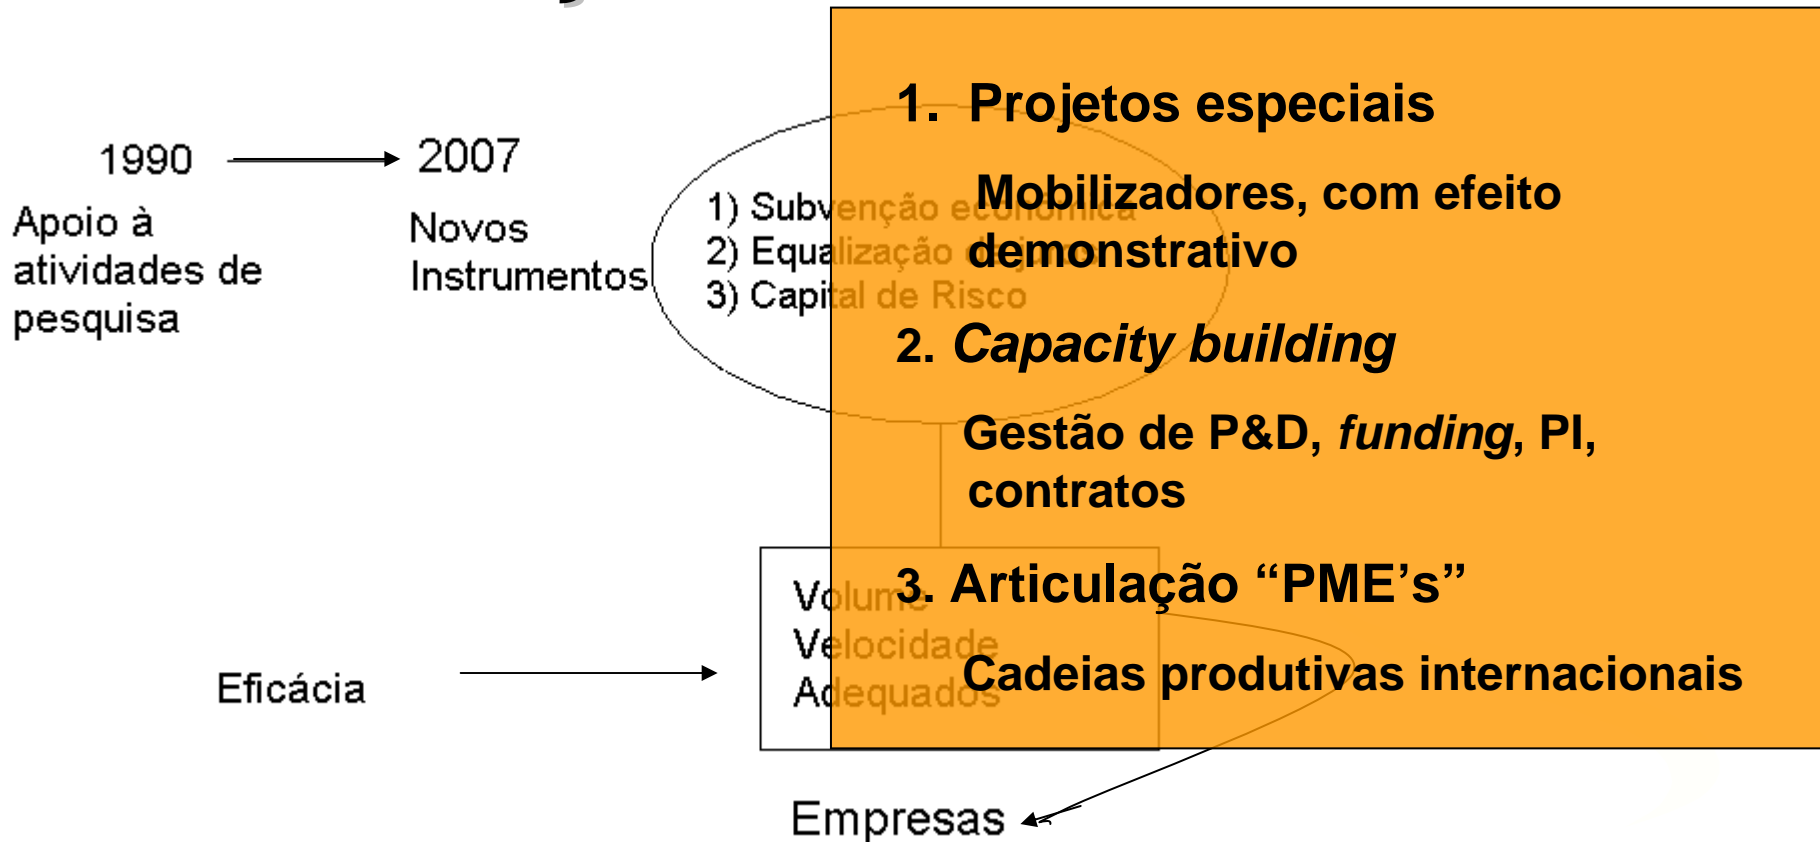 1990
2007
Apoio à
atividades de
pesquisa
Novos
Instrumentos
1) Subvenção econômica
2) Equalização de juros
3) Capital de Risco
Eficácia
Volume
Velocidade
Adequados
Empresas
1. Projetos especiais
Mobilizadores, com efeito
demonstrativo
2. Capacity building
Gestão de P&D, funding, PI,
contratos
3. Articulação “PME’s”
Cadeias produtivas internacionais